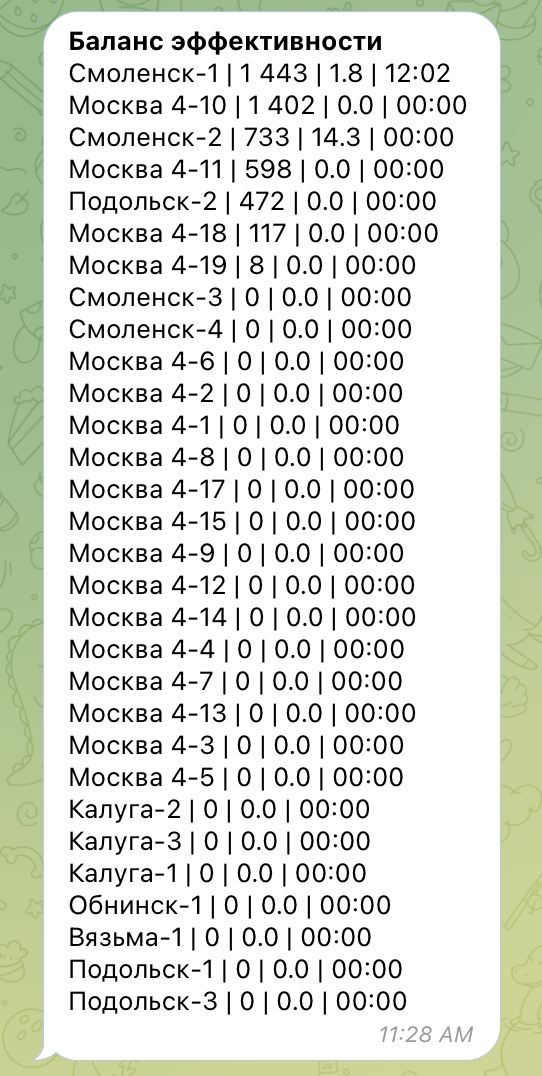 Баланс эффективности
Смоленск-1 | 1 443 | 1.8 | 12:02
Москва 4-10 | 1 402 | 0.0 | 00:00
Смоленск-2 | 733 | 14.3 | 00:00
Москва 4-11 | 598 | 0.0 | 00:00
Подольск-2 | 472 | 0.0 | 00:00
Москва 4-18 | 117 | 0.0 | 00:00
Москва 4-19 | 8 | 0.0 | 00:00
Смоленск-3 | 0 | 0.0 | 00:00
Смоленск-4 | 0 | 0.0 | 00:00
Москва 4-6 | 0 | 0.0 | 00:00
Москва 4-2 | 0 | 0.0 | 00:00
Москва 4-1 | 0 | 0.0 | 00:00
Москва 4-8 | 0 | 0.0 | 00:00
Москва 4-17 | 0 | 0.0 | 00:00
Москва 4-15 | 0 | 0.0 | 00:00
Москва 4-9 | 0 | 0.0 | 00:00
Москва 4-12 | 0 | 0.0 | 00:00
Москва 4-14 | 0 | 0.0 | 00:00
Москва 4-4 | 0 | 0.0 | 00:00
Москва 4-7 | 0 | 0.0 | 00:00
Москва 4-13 | 0 | 0.0 | 00:00
Москва 4-3 | 0 | 0.0 | 00:00
Москва 4-5 | 0 | 0.0 | 00:00
Калуга-2 | 0 | 0.0 | 00:00
Калуга-3 | 0 | 0.0 | 00:00
Калуга-1 | 0 | 0.0 | 00:00
Обнинск-1 | 0 | 0.0 | 00:00
Вязьма-1 | 0 | 0.0 | 00:00
Подольск-1 | 0 | 0.0 | 00:00
Подольск-3 | 0 | 0.0 | 00:00
11:28 AM